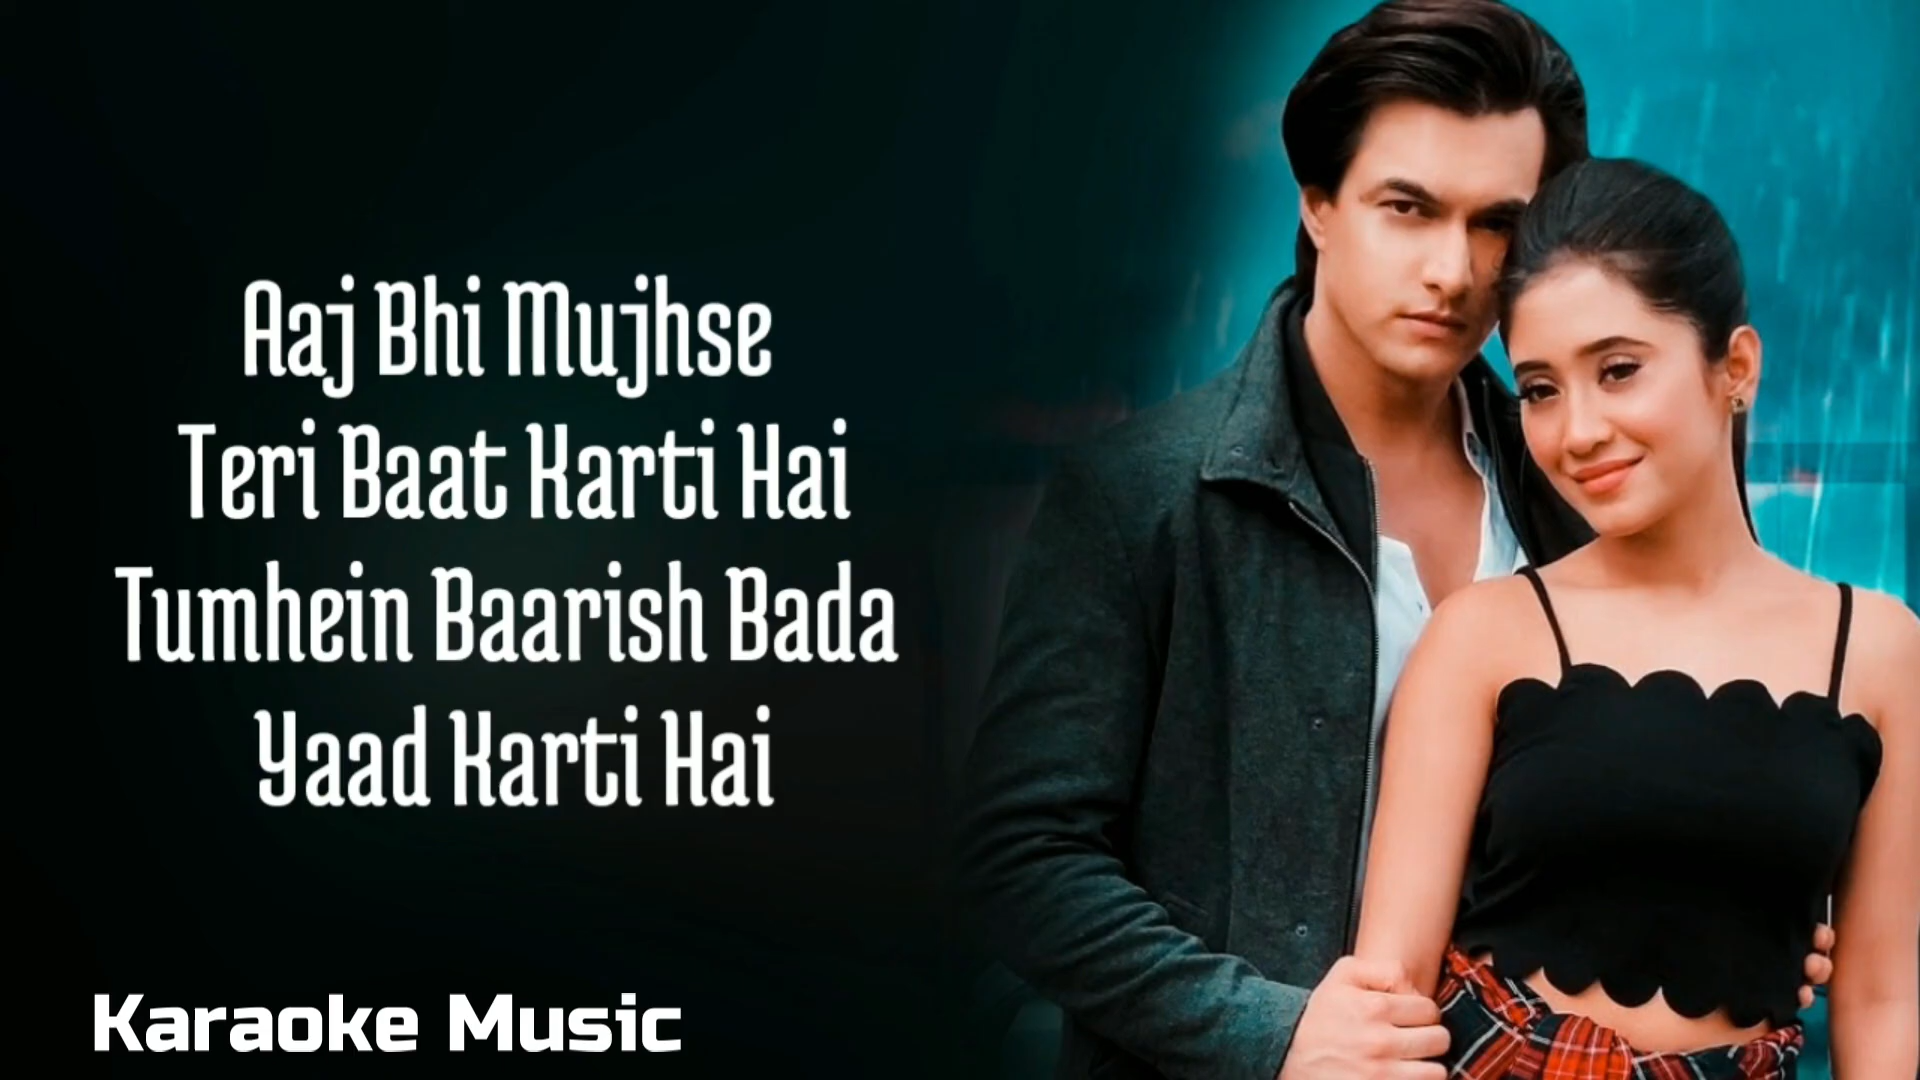 Aaj Bhi Mujhse
Teri Baat Karti Hai
Tumhein Baarish Bada
Yaad Karti Hai
Karaoke Music